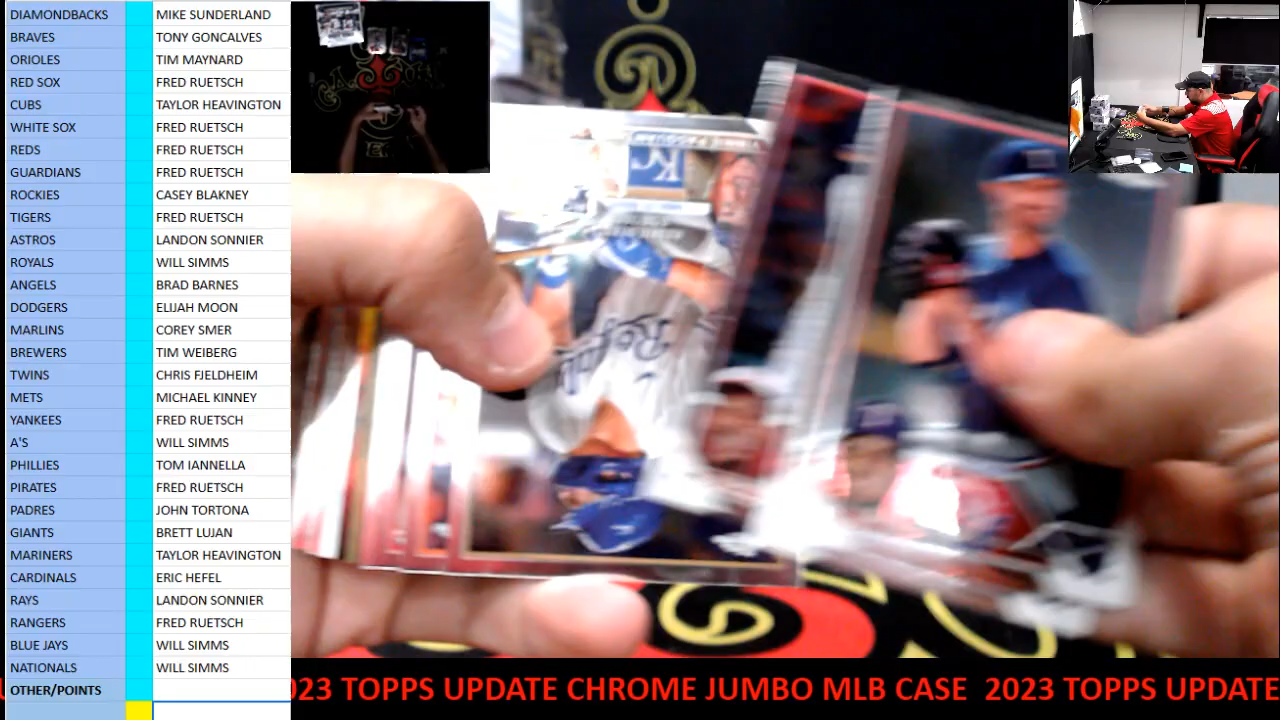 DIAMONDBACKS MIKE SUNDERLAND
BRAVES TONY GONCALVES
ORIOLES TIM MAYNARD
RED SOX FRED RUETSCH
CUBS TAYLOR HEAVINGTON
WHITE SOX FRED RUETSCH
REDS FRED RUETSCH
GUARDIANS FRED RUETSCH
ROCKIES CASEY BLAKNEY
TIGERS FRED RUETSCH
ASTROS LANDON SONNIER
ROYALS WILL SIMMS
ANGELS BRAD BARNES
DODGERS ELIJAH MOON
MARLINS COREY SMER
BREWERS TIM WEIBERG
TWINS CHRIS FJELDHEIM
METS MICHAEL KINNEY
YANKEES FRED RUETSCH
A'S WILL SIMMS
PHILLIES TOM IANNELLA
PIRATES FRED RUETSCH
PADRES JOHN TORTONA
GIANTS BRETT LUJAN
MARINERS TAYLOR HEAVINGTON
CARDINALS ERIC HEFEL
RAYS LANDON SONNIER
RANGERS FRED RUETSCH
BLUE JAYS WILL SIMMS
NATIONALS WILL SIMMS
OTHER/POINTS
KC
Royals
023 TOPPS UPDATE CHROME JUMBO MLB CASE 2023 TOPPS UPDATE